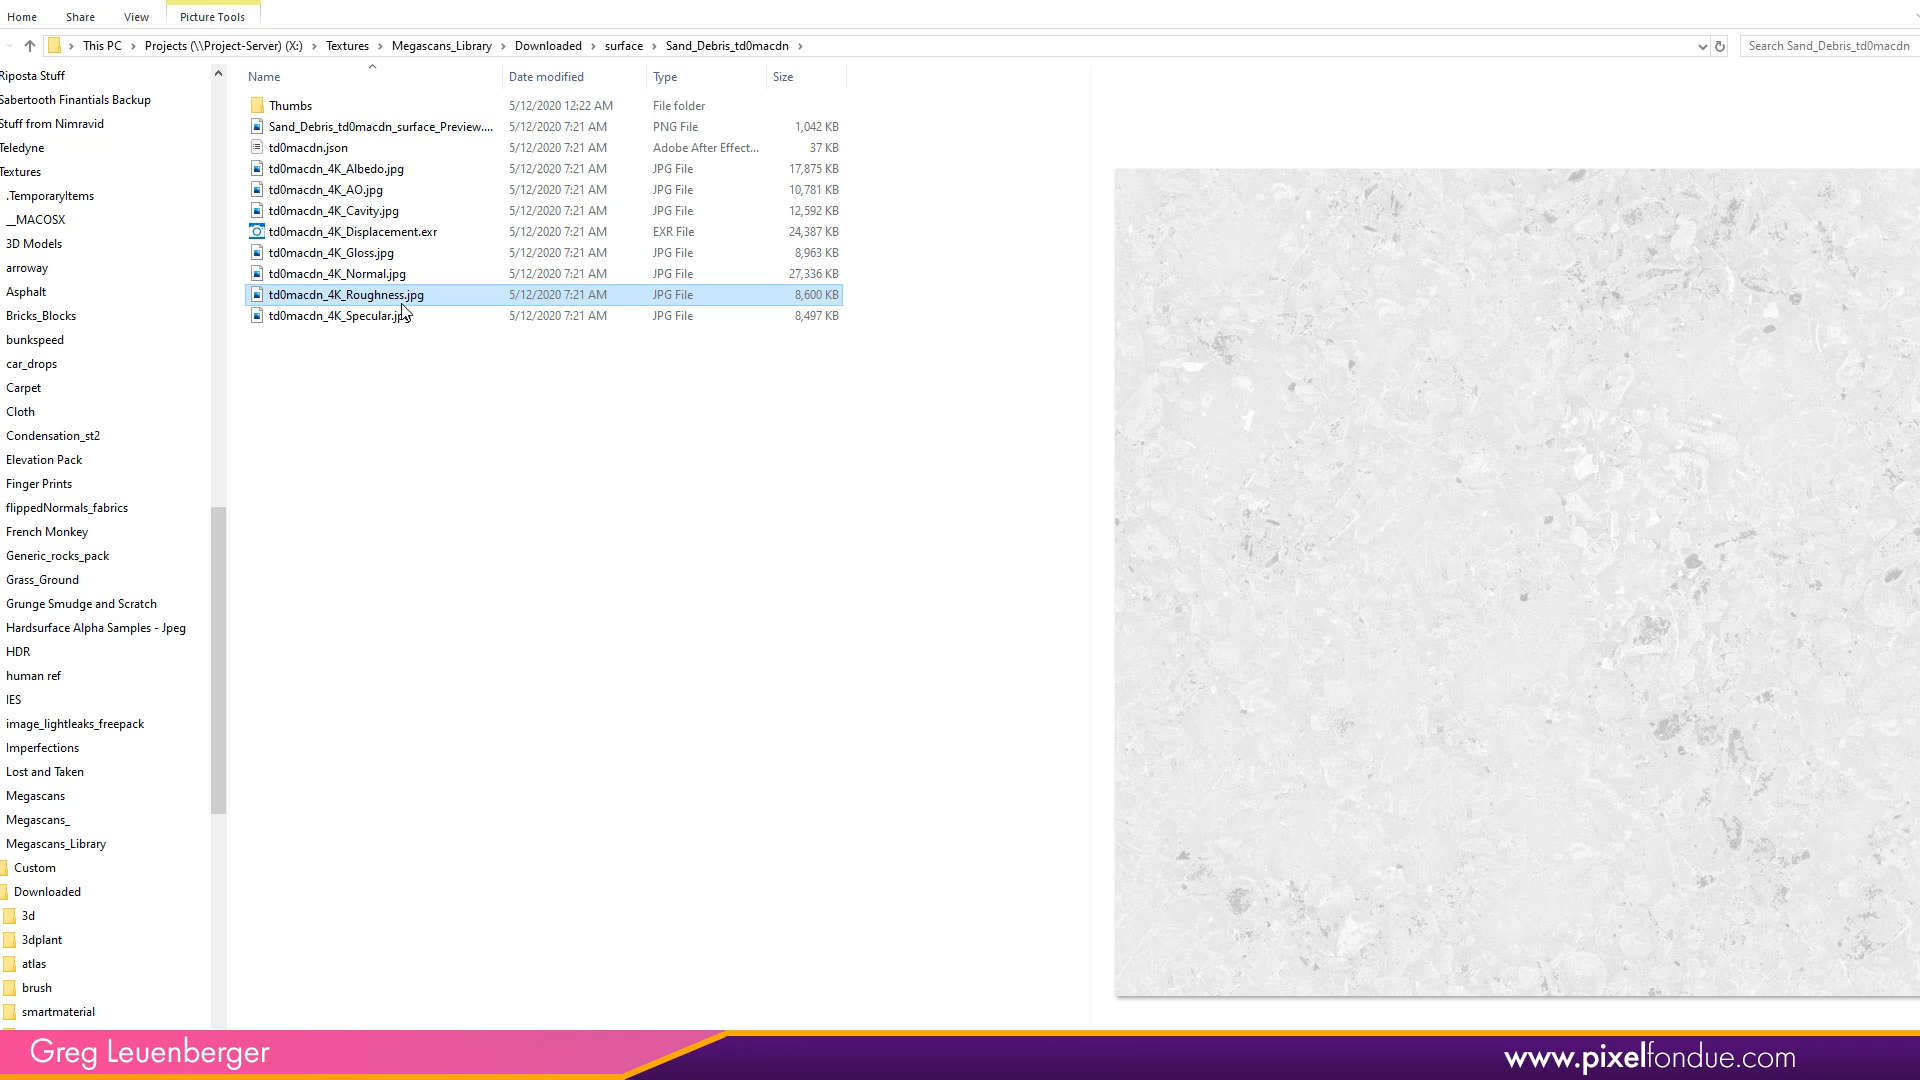 Home Share View Picture Tools
This PC Projects (\\Project-Server) (X:) Textures Megascans_Library Downloaded surface Sand_Debris_td0macdn Search Sand_Debris_td0macdn
Riposta Stuff
Sabertooth Finantials Backup
Stuff from Nimravid
Teledyne
Textures
.TemporaryItems
__MACOSX
3D Models
arroway
Asphalt
Bricks_Blocks
bunkspeed
car_drops
Carpet
Cloth
Condensation_st2
Elevation Pack
Finger Prints
flippedNormals_fabrics
French Monkey
Generic_rocks_pack
Grass_Ground
Grunge Smudge and Scratch
Hardsurface Alpha Samples - Jpeg
HDR
human ref
IES
image_lightleaks_freepack
Imperfections
Lost and Taken
Megascans
Megascans_
Megascans_Library
Custom
Downloaded
3d
3dplant
atlas
brush
smartmaterial
Name Date modified Type Size
Thumbs 5/12/2020 12:22 AM File folder
Sand_Debris_td0macdn_surface_Preview.... 5/12/2020 7:21 AM PNG File 1,042 KB
td0macdn.json 5/12/2020 7:21 AM Adobe After Effect... 37 KB
td0macdn_4K_Albedo.jpg 5/12/2020 7:21 AM JPG File 17,875 KB
td0macdn_4K_AO.jpg 5/12/2020 7:21 AM JPG File 10,781 KB
td0macdn_4K_Cavity.jpg 5/12/2020 7:21 AM JPG File 12,592 KB
td0macdn_4K_Displacement.exr 5/12/2020 7:21 AM EXR File 24,387 KB
td0macdn_4K_Gloss.jpg 5/12/2020 7:21 AM JPG File 8,963 KB
td0macdn_4K_Normal.jpg 5/12/2020 7:21 AM JPG File 27,336 KB
td0macdn_4K_Roughness.jpg 5/12/2020 7:21 AM JPG File 8,600 KB
td0macdn_4K_Specular.jpg 5/12/2020 7:21 AM JPG File 8,497 KB
Greg Leuenberger
www.pixelfondue.com